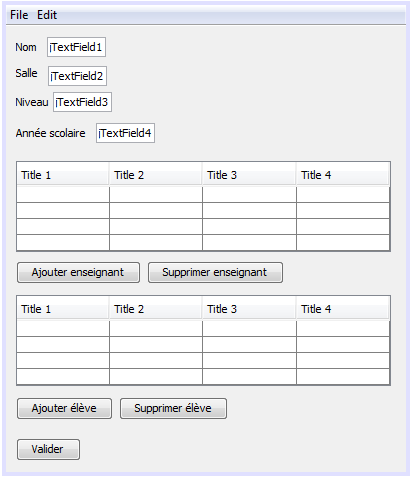 File Edit
Nom jTextField1
Salle jTextField2
Niveau jTextField3
Année scolaire jTextField4
Title 1 Title 2 Title 3 Title 4
Ajouter enseignant Supprimer enseignant
Title 1 Title 2 Title 3 Title 4
Ajouter élève Supprimer élève
Valider